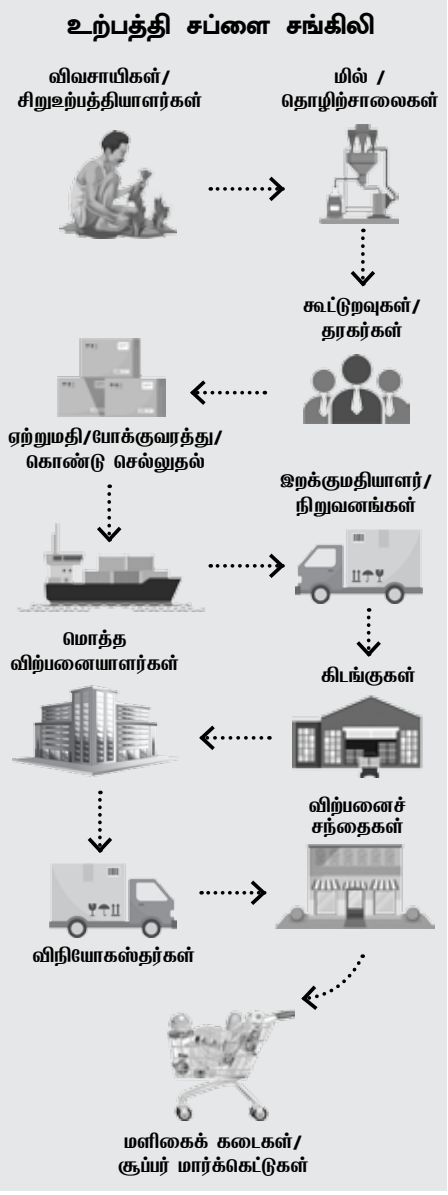 உற்பத்தி சப்ளை சங்கிலி
விவசாயிகள்/
சிறுஉற்பத்தியாளர்கள்
மில் /
தொழிற்சாலைகள்
கூட்டுறவுகள்/
தரகர்கள்
ஏற்றுமதி/போக்குவரத்து/
கொண்டு செல்லுதல்
இறக்குமதியாளர்/
நிறுவனங்கள்
மொத்த
விற்பனையாளர்கள்
கிடங்குகள்
விற்பனைச்
சந்தைகள்
விநியோகஸ்தர்கள்
மளிகைக் கடைகள்/
சூப்பர் மார்க்கெட்டுகள்